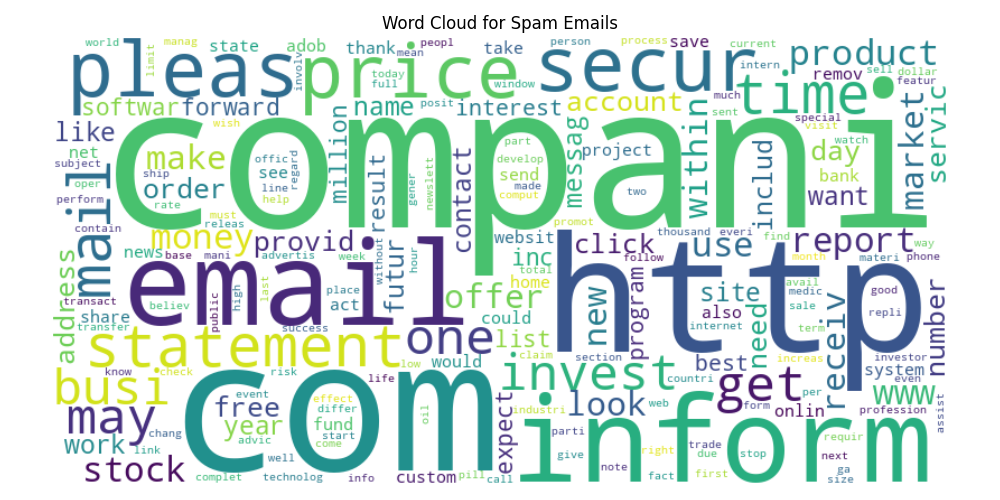 Word Cloud for Spam Emails
world
limit
manag
pleas
state
adob
softwar
forward
involv
price
thank
mean
peopl
today
full
take
window
name
posit
interest
secur
person
process
save
current
intern
account
much
sent
time
product
remov
sell
dollar
featur
special
visit
watch
servic
market
like
net
subject
oper
perform
contain
mail
wish
make
order
rate
ship
offic
see
line
help
regard
must
releas
million
result
compani
gener
newslett
contact
part
develop
send
made
comput
messag
project
two
within
includ
promot
day
bank
want
address
news
base
mani
money
advertis
provid
week
without
futur
hour
websit
inc
total
home
click
follow
thousand
everi
use
find
report
month
materi
way
phone
number
transact
share
transfer
believ
public
high
last
place
act
success
email
offer
could
list
claim
new
program
http
site
also
internet
need
avail
medic
sale
term
receiv
good
repli
investor
system
even
statement
know
check
risk
life
low
one
would
section
best
increas
busi
may
work
chang
link
stock
complet
technolog
well
free
year
event
advic
effect
differ
fund
start
come
info
com
oil
custom
pill
call
expect
invest
industri
parti
give
note
look
web
countri
inform
right
fact
trade
due
first
get
stop
form
onlin
per
requir
next
ga
size
www
profession
assist